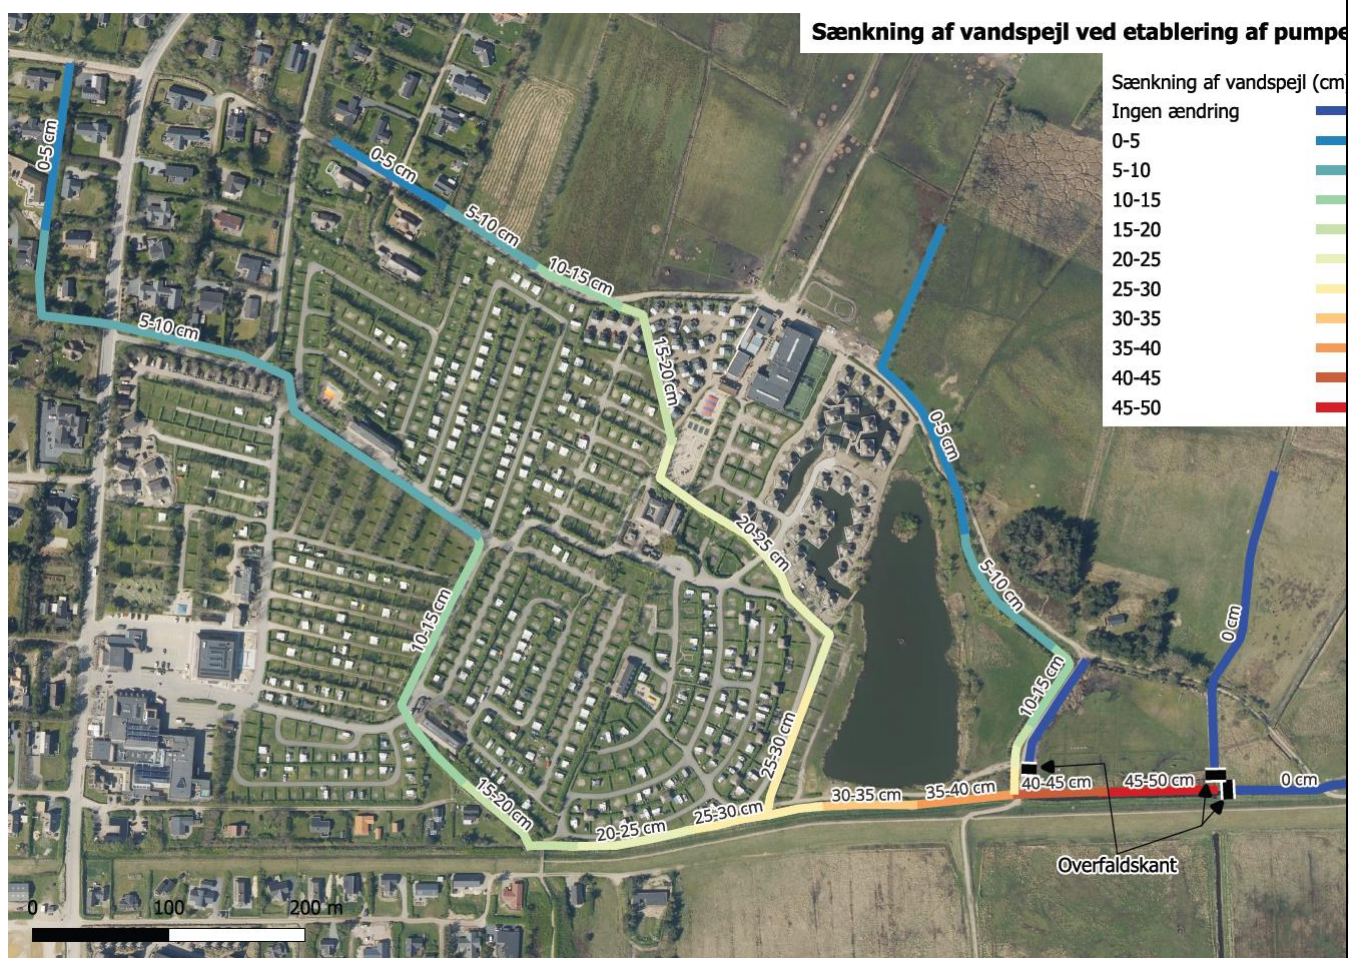 Sænkning af vandspejl ved etablering af pumpe
Sænkning af vandspejl (cm
Ingen ændring
0-5
5-10
10-15
15-20
20-25
25-30
30-35
35-40
40-45
45-50
0-5 cm
0-5 cm
5-10 cm
10-15 cm
5-10 cm
15-20 cm
0-5 cm
20-25 cm
5-10 cm
10-15 cm
0 cm
10-15 cm
25-30 cm
15-20 cm
20-25 cm
25-30 cm
30-35 cm
35-40 cm
40-45 cm
45-50 cm
0 cm
Overfaldskant
0 100 200 m